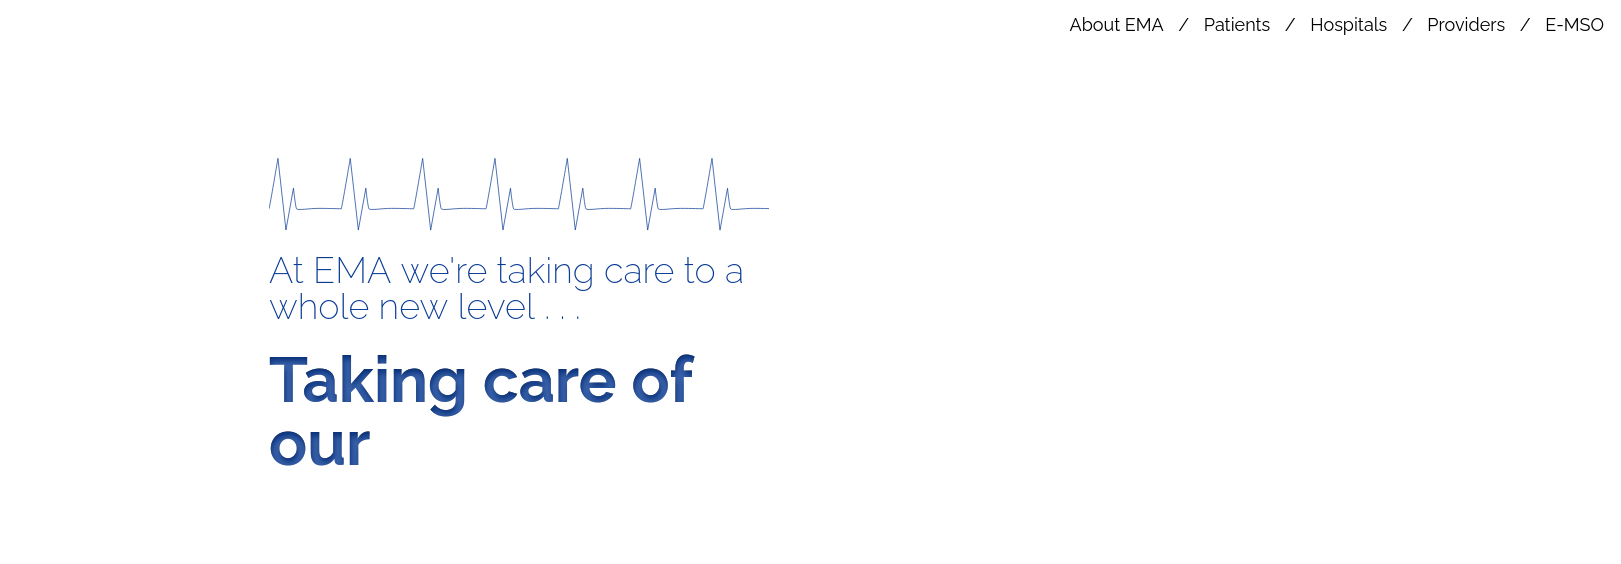 About EMA / Patients / Hospitals / Providers / E-MSO
At EMA we're taking care to a
whole new level . . .
Taking care of
our